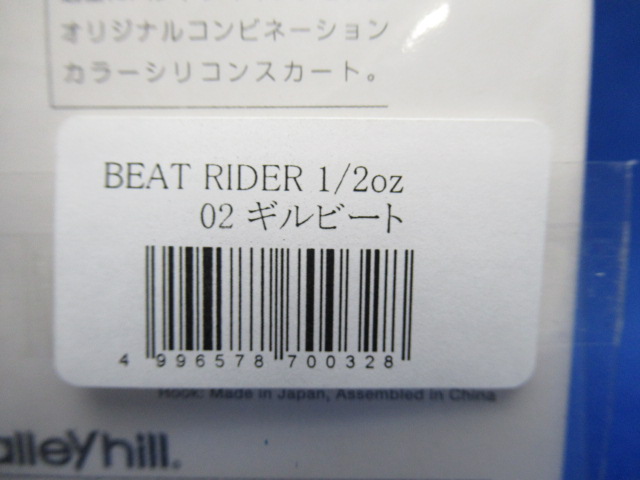 オリジナルコンビネーション
カラーシリコンスカート。
BEAT RIDER 1/2oz
02 ギルビート
4 996578 700328
Hook: Made in Japan, Assembled in China
alleyhill.